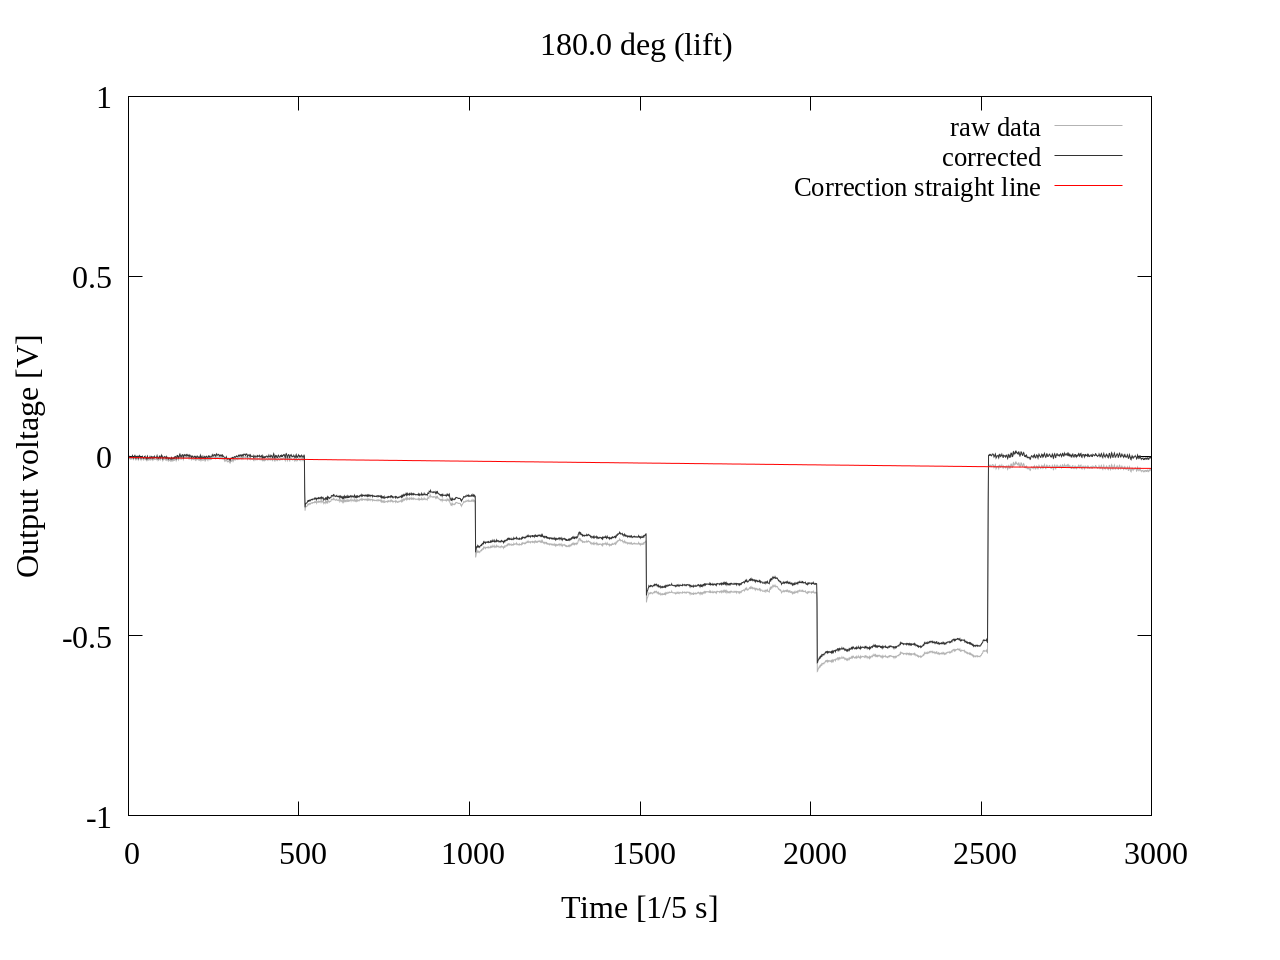 180.0 deg (lift)
raw data
corrected
Correction straight line
1
0.5
0
-0.5
-1
Output voltage [V]
0 500 1000 1500 2000 2500 3000
Time [1/5 s]